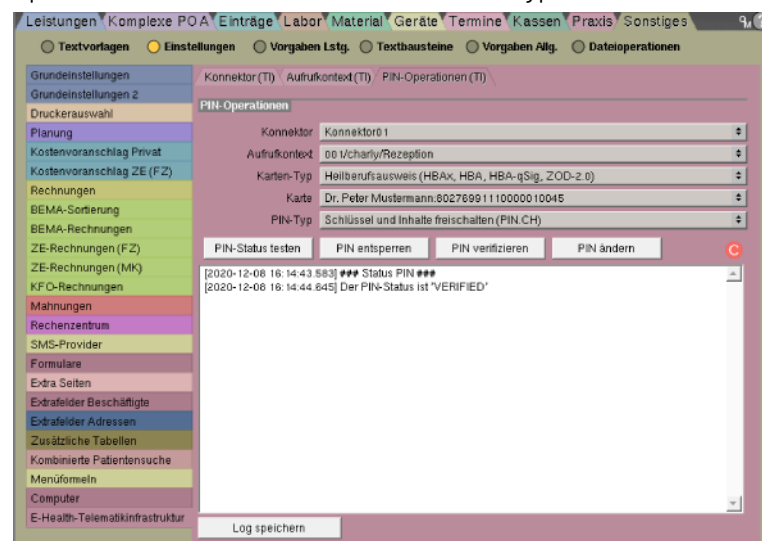 Leistungen Komplexe PO A Einträge Labor Material Geräte Termine Kassen Praxis Sonstiges
Textvorlagen Einstellungen Vorgaben Lstg. Textbausteine Vorgaben Allg. Dateioperationen
Grundeinstellungen
Grundeinstellungen 2
Druckerauswahl
Planung
Kostenvoranschlag Privat
Kostenvoranschlag ZE (FZ)
Rechnungen
BEMA-Sortierung
BEMA-Rechnungen
ZE-Rechnungen (FZ)
ZE-Rechnungen (MK)
KFO-Rechnungen
Mahnungen
Rechenzentrum
SMS-Provider
Formulare
Extra Seiten
Extrafelder Beschäftigte
Extrafelder Adressen
Zusätzliche Tabellen
Kombinierte Patientensuche
Menüformeln
Computer
E-Health-Telematikinfrastruktur
Konnektor (TI) Aufrufkontext (TI) PIN-Operationen (TI)
PIN-Operationen
Konnektor Konnektor01
Aufrufkontext 001/charly/Rezeption
Karten-Typ Heilberufsausweis (HBAx, HBA, HBA-qSig, ZOD-2.0)
Karte Dr. Peter Mustermann:80276991110000010045
PIN-Typ Schlüssel und Inhalte freischalten (PIN.CH)
PIN-Status testen PIN entsperren PIN verifizieren PIN ändern C
[2020-12-08 16:14:43.583] ### Status PIN ###
[2020-12-08 16:14:44.645] Der PIN-Status ist "VERIFIED"
Log speichern